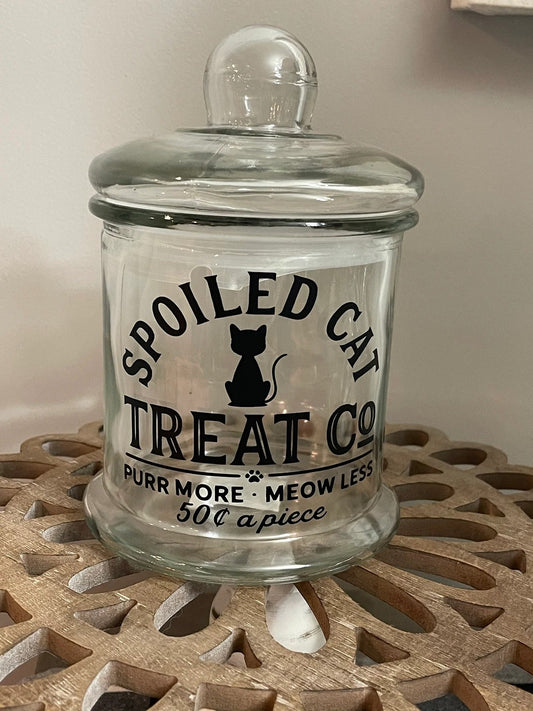 SPOILED CAT
TREAT Co
PURR MORE · MEOW LESS
50¢ a piece